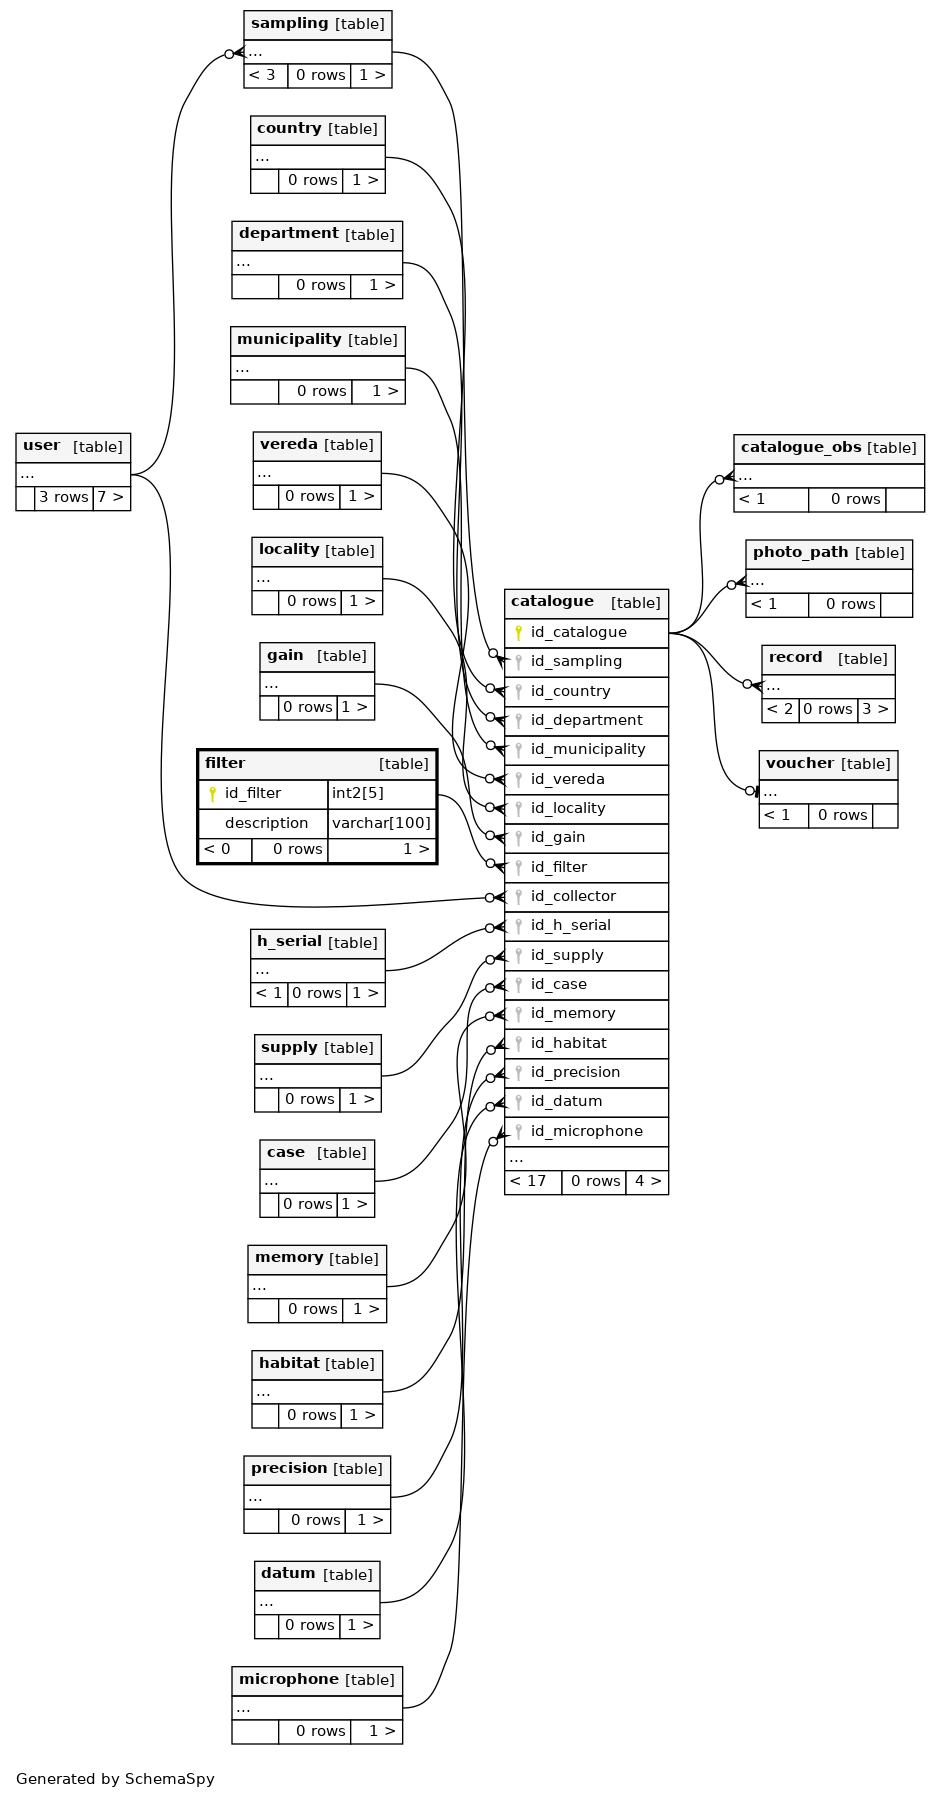 sampling [table]
...
< 3 0 rows 1 >
country [table]
...
0 rows 1 >
department [table]
...
0 rows 1 >
municipality [table]
...
0 rows 1 >
user [table]
...
3 rows 7 >
vereda [table]
...
0 rows 1 >
locality [table]
...
0 rows 1 >
gain [table]
...
0 rows 1 >
filter [table]
id_filter int2[5]
description varchar[100]
< 0 0 rows 1 >
h_serial [table]
...
< 1 0 rows 1 >
supply [table]
...
0 rows 1 >
case [table]
...
0 rows 1 >
memory [table]
...
0 rows 1 >
habitat [table]
...
0 rows 1 >
precision [table]
...
0 rows 1 >
datum [table]
...
0 rows 1 >
microphone [table]
...
0 rows 1 >
catalogue [table]
id_catalogue
id_sampling
id_country
id_department
id_municipality
id_vereda
id_locality
id_gain
id_filter
id_collector
id_h_serial
id_supply
id_case
id_memory
id_habitat
id_precision
id_datum
id_microphone
...
< 17 0 rows 4 >
catalogue_obs [table]
...
< 1 0 rows
photo_path [table]
...
< 1 0 rows
record [table]
...
< 2 0 rows 3 >
voucher [table]
...
< 1 0 rows
Generated by SchemaSpy